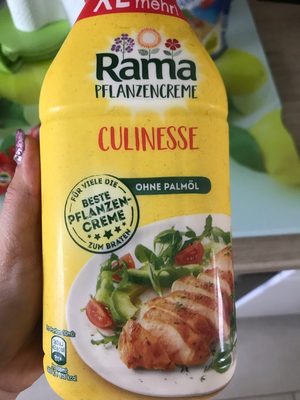 XL mehr!
Rama
PFLANZENCREME
CULINESSE
OHNE PALMÖL
FÜR VIELE DIE
BESTE
PFLANZEN-
CREME
ZUM BRATEN